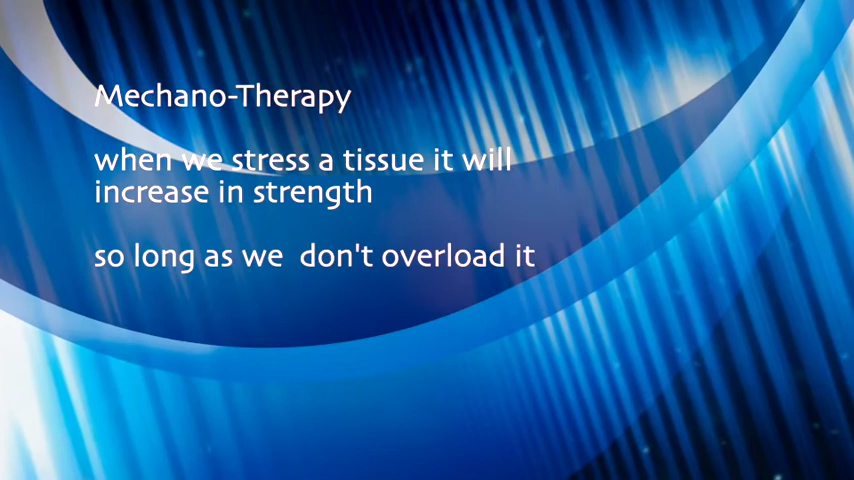 Mechano-Therapy
when we stress a tissue it will
increase in strength
so long as we  don't overload it